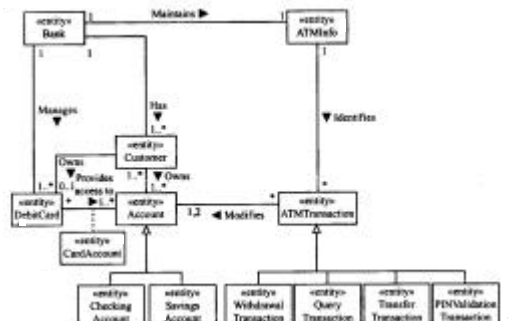 «entity»
Bank
1
Maintains ▶
1
«entity»
ATMInfo
1
1
1
Manages
▼
Has
▼
1..*
▼ Identifies
«entity»
Customer
Owns
▼
1..*
▼ Owns
1..*
0..1
Provides
access to
▶
1..*
1..*
*
«entity»
DebitCard
«entity»
Account
1,2
◀ Modifies
*
*
«entity»
ATMTransaction
«entity»
CardAccount
«entity»
Checking
Account
«entity»
Savings
Account
«entity»
Withdrawal
Transaction
«entity»
Query
Transaction
«entity»
Transfer
Transaction
«entity»
PINValidation
Transaction